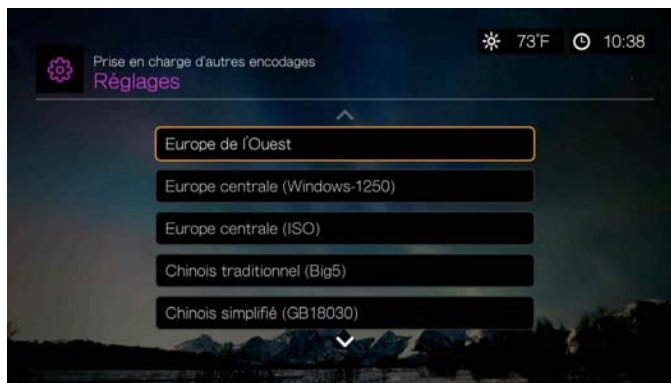 73°F 10:38
Prise en charge d'autres encodages
Réglages
Europe de l'Ouest
Europe centrale (Windows-1250)
Europe centrale (ISO)
Chinois traditionnel (Big5)
Chinois simplifié (GB18030)